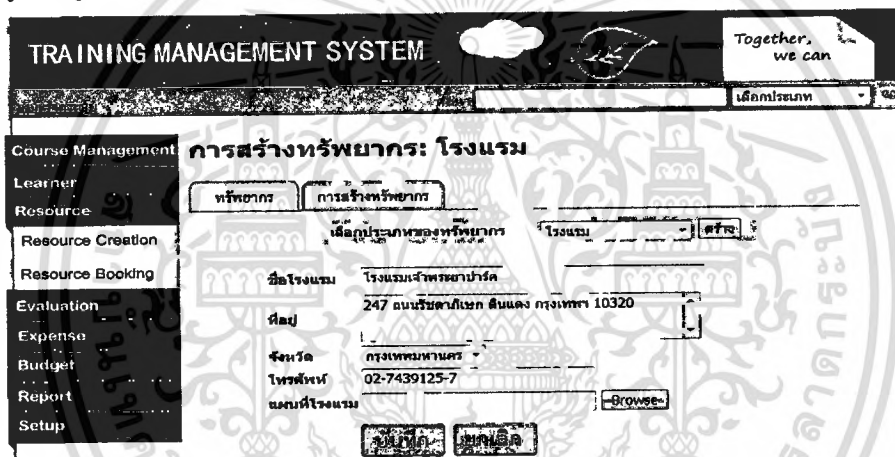 TRAINING MANAGEMENT SYSTEM
Together,
we can
เลือกประเภท
Course Management
การสร้างทรัพยากร: โรงแรม
Learner
ทรัพยากร การสร้างทรัพยากร
Resource
เลือกประเภทของทรัพยากร โรงแรม สร้าง
Resource Creation
Resource Booking
ชื่อโรงแรม โรงแรมเจ้าพระยาปาร์ค
Evaluation
ที่อยู่ 247 ถนนรัชดาภิเษก ดินแดง กรุงเทพฯ 10320
Expense
จังหวัด กรุงเทพมหานคร
Budget
โทรศัพท์ 02-7439125-7
Report
แผนที่โรงแรม Browse
Setup
บันทึก ยกเลิก